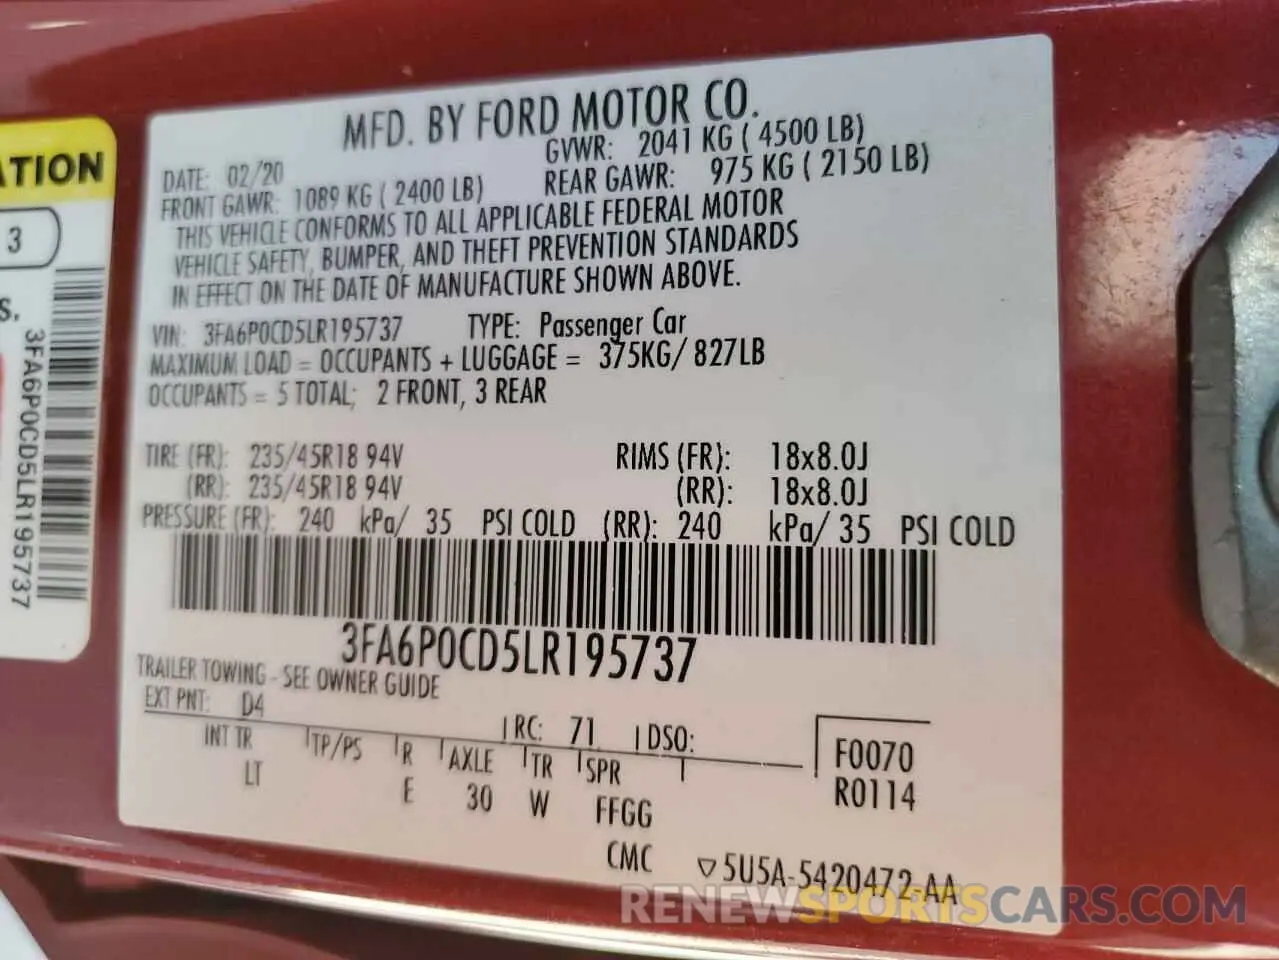 MFD. BY FORD MOTOR CO.
DATE: 02/20 GVWR: 2041 KG ( 4500 LB)
FRONT GAWR: 1089 KG ( 2400 LB) REAR GAWR: 975 KG ( 2150 LB)
THIS VEHICLE CONFORMS TO ALL APPLICABLE FEDERAL MOTOR
VEHICLE SAFETY, BUMPER, AND THEFT PREVENTION STANDARDS
IN EFFECT ON THE DATE OF MANUFACTURE SHOWN ABOVE.
VIN: 3FA6P0CD5LR195737 TYPE: Passenger Car
MAXIMUM LOAD = OCCUPANTS + LUGGAGE = 375KG/ 827LB
OCCUPANTS = 5 TOTAL; 2 FRONT, 3 REAR
TIRE (FR): 235/45R18 94V RIMS (FR): 18x8.0J
(RR): 235/45R18 94V (RR): 18x8.0J
PRESSURE (FR): 240 kPa/ 35 PSI COLD (RR): 240 kPa/ 35 PSI COLD
3FA6P0CD5LR195737
TRAILER TOWING - SEE OWNER GUIDE
EXT PNT: D4 RC: 71 DSO:
INT TR TP/PS R AXLE TR SPR
LT E 30 W FFGG
CMC
F0070
R0114
5U5A-5420472-AA
ATION
3
S.
3FA6P0CD5LR195737
RENEWSPORTSCARS.COM